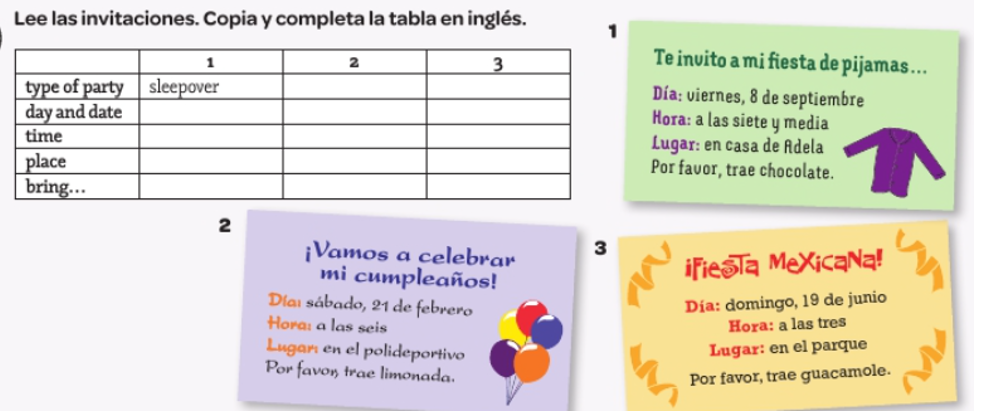 Lee las invitaciones. Copia y completa la tabla en inglés.
1 2 3
type of party sleepover
day and date
time
place
bring…
1
Te invito a mi fiesta de pijamas…
Día: viernes, 8 de septiembre
Hora: a las siete y media
Lugar: en casa de Adela
Por favor, trae chocolate.
2
¡Vamos a celebrar
mi cumpleaños!
Día: sábado, 21 de febrero
Hora: a las seis
Lugar: en el polideportivo
Por favor, trae limonada.
3
¡Fiesta Mexicana!
Día: domingo, 19 de junio
Hora: a las tres
Lugar: en el parque
Por favor, trae guacamole.